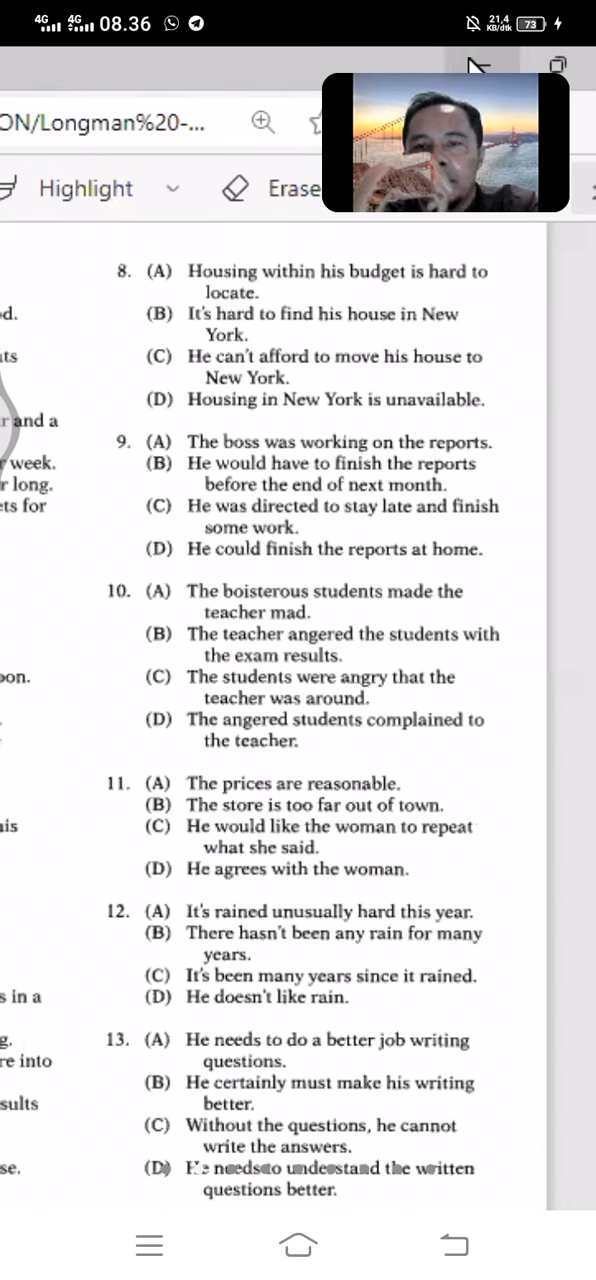 4G 4G 08.36 21,4 KB/dtk 73
ON/Longman%20-...
Highlight Erase
8. (A) Housing within his budget is hard to
locate.
d. (B) It's hard to find his house in New
York.
(C) He can't afford to move his house to
New York.
(D) Housing in New York is unavailable.
r and a
9. (A) The boss was working on the reports.
week. (B) He would have to finish the reports
r long. before the end of next month.
ets for (C) He was directed to stay late and finish
some work.
(D) He could finish the reports at home.
10. (A) The boisterous students made the
teacher mad.
(B) The teacher angered the students with
the exam results.
oon. (C) The students were angry that the
teacher was around.
(D) The angered students complained to
the teacher.
11. (A) The prices are reasonable.
(B) The store is too far out of town.
(C) He would like the woman to repeat
what she said.
(D) He agrees with the woman.
12. (A) It's rained unusually hard this year.
(B) There hasn't been any rain for many
years.
(C) It's been many years since it rained.
s in a (D) He doesn't like rain.
g. 13. (A) He needs to do a better job writing
re into questions.
(B) He certainly must make his writing
sults better.
(C) Without the questions, he cannot
write the answers.
se. (D) He needs to understand the written
questions better.